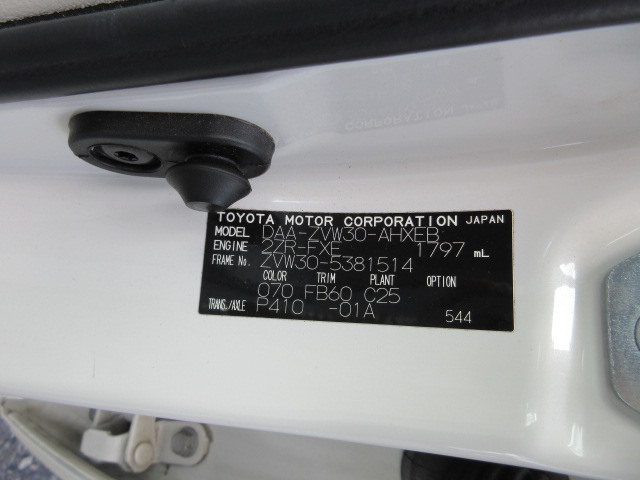 TOYOTA MOTOR CORPORATION JAPAN
MODEL DAA-ZVW30-AHXEB
ENGINE 2ZR-FXE 1797 mL
FRAME No. ZVW30-5381514
COLOR TRIM PLANT OPTION
070 FB60 C25
TRANS./AXLE P410 -01A 544